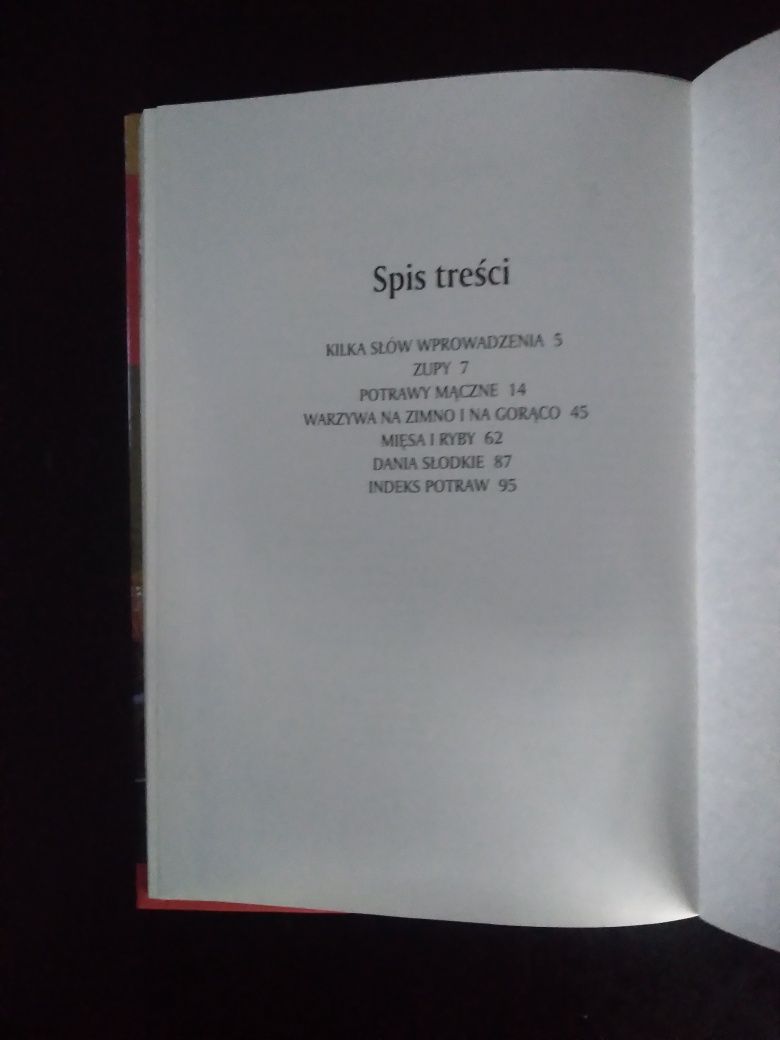 Spis treści
KILKA SŁÓW WPROWADZENIA 5
ZUPY 7
POTRAWY MĄCZNE 14
WARZYWA NA ZIMNO I NA GORĄCO 45
MIĘSA I RYBY 62
DANIA SŁODKIE 87
INDEKS POTRAW 95